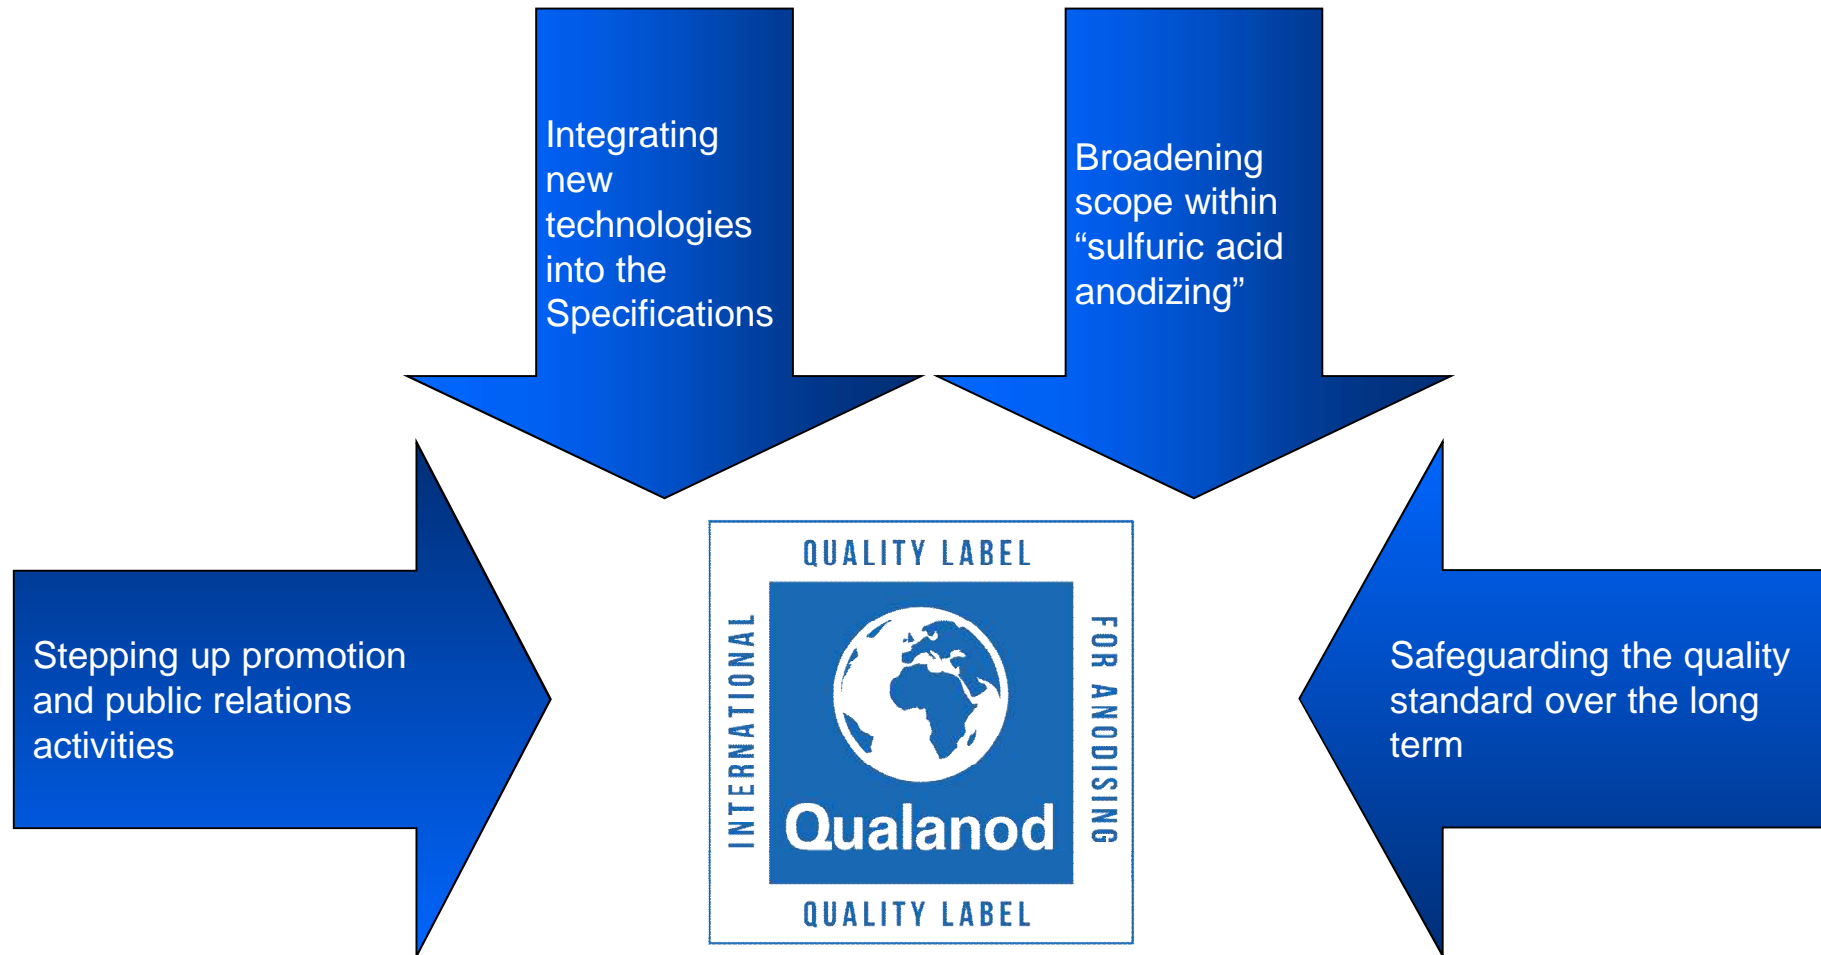 Integrating
new
technologies
into the
Specifications
Broadening
scope within
“sulfuric acid
anodizing”
Stepping up promotion
and public relations
activities
QUALITY LABEL
INTERNATIONAL
FOR ANODISING
Qualanod
QUALITY LABEL
Safeguarding the quality
standard over the long
term